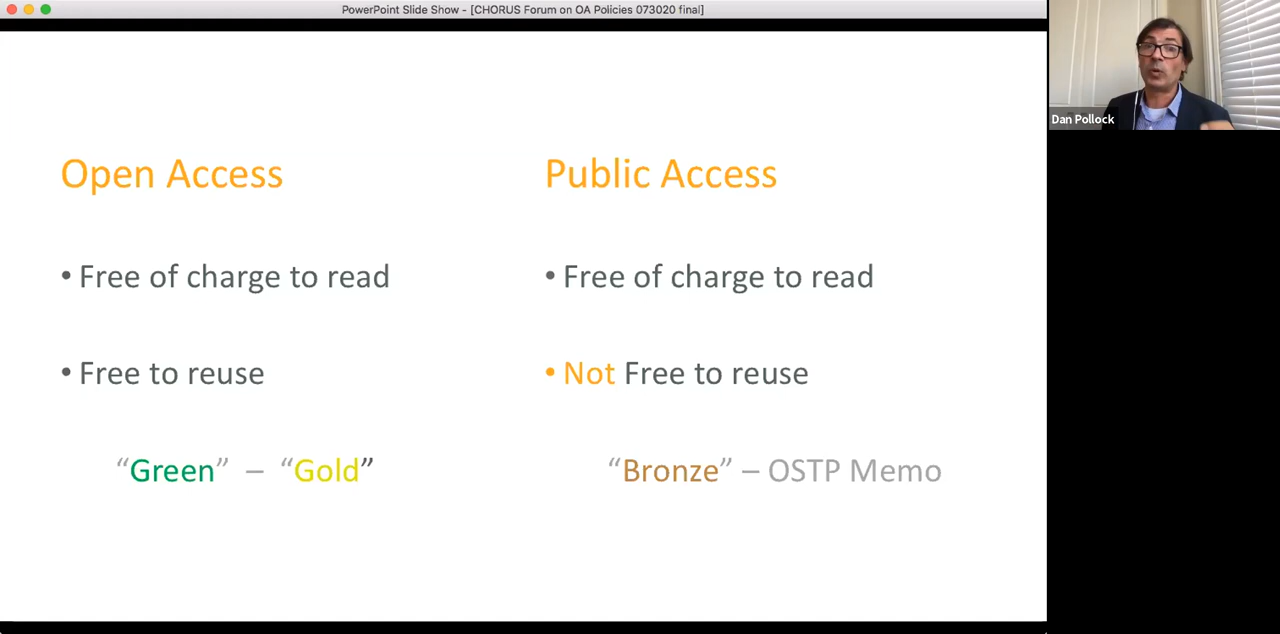 PowerPoint Slide Show - [CHORUS Forum on OA Policies 073020 final]
Open Access
• Free of charge to read
• Free to reuse
“Green” – “Gold”
Public Access
• Free of charge to read
• Not Free to reuse
“Bronze” – OSTP Memo
Dan Pollock